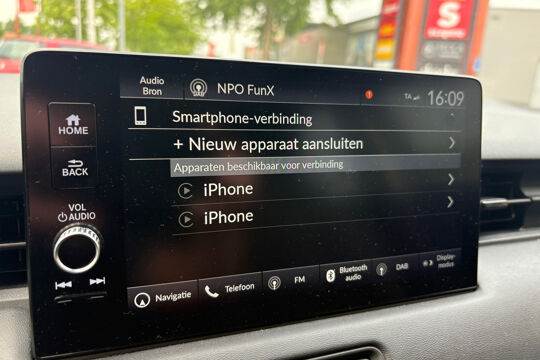 Audio
Bron
DAB
NPO FunX
TA
16:09
HOME
BACK
VOL
AUDIO
Smartphone-verbinding
+ Nieuw apparaat aansluiten
Apparaten beschikbaar voor verbinding
iPhone
iPhone
Navigatie
Telefoon
FM
Bluetooth
audio
DAB
Display-
modus
S